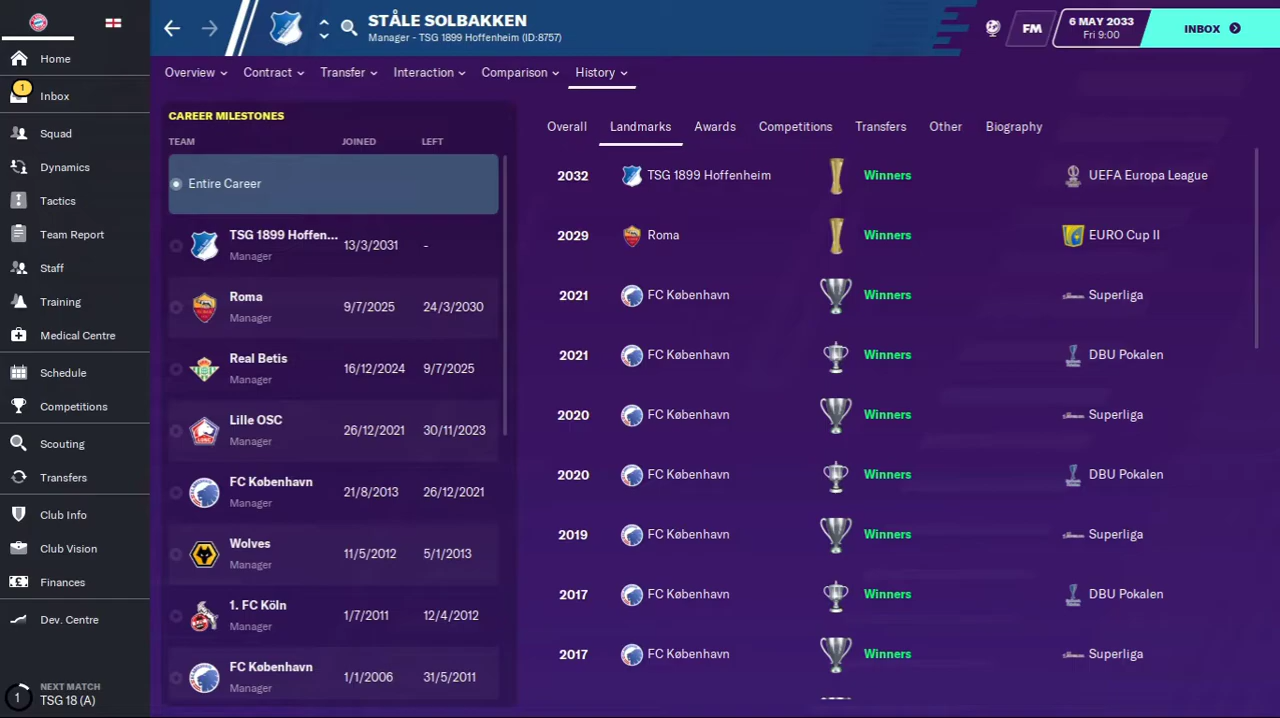 STÅLE SOLBAKKEN
Manager - TSG 1899 Hoffenheim (ID:8757)
FM
6 MAY 2033
Fri 9:00
INBOX
Home
1
Inbox
Squad
Dynamics
Tactics
Team Report
Staff
Training
Medical Centre
Schedule
Competitions
Scouting
Transfers
Club Info
Club Vision
Finances
Dev. Centre
1
NEXT MATCH
TSG 18 (A)
Overview
Contract
Transfer
Interaction
Comparison
History
CAREER MILESTONES
TEAM JOINED LEFT
Entire Career
TSG 1899 Hoffen... 13/3/2031 -
Manager
Roma 9/7/2025 24/3/2030
Manager
Real Betis 16/12/2024 9/7/2025
Manager
Lille OSC 26/12/2021 30/11/2023
Manager
FC København 21/8/2013 26/12/2021
Manager
Wolves 11/5/2012 5/1/2013
Manager
1. FC Köln 1/7/2011 12/4/2012
Manager
FC København 1/1/2006 31/5/2011
Manager
Overall Landmarks Awards Competitions Transfers Other Biography
2032 TSG 1899 Hoffenheim Winners UEFA Europa League
2029 Roma Winners EURO Cup II
2021 FC København Winners Superliga
2021 FC København Winners DBU Pokalen
2020 FC København Winners Superliga
2020 FC København Winners DBU Pokalen
2019 FC København Winners Superliga
2017 FC København Winners DBU Pokalen
2017 FC København Winners Superliga